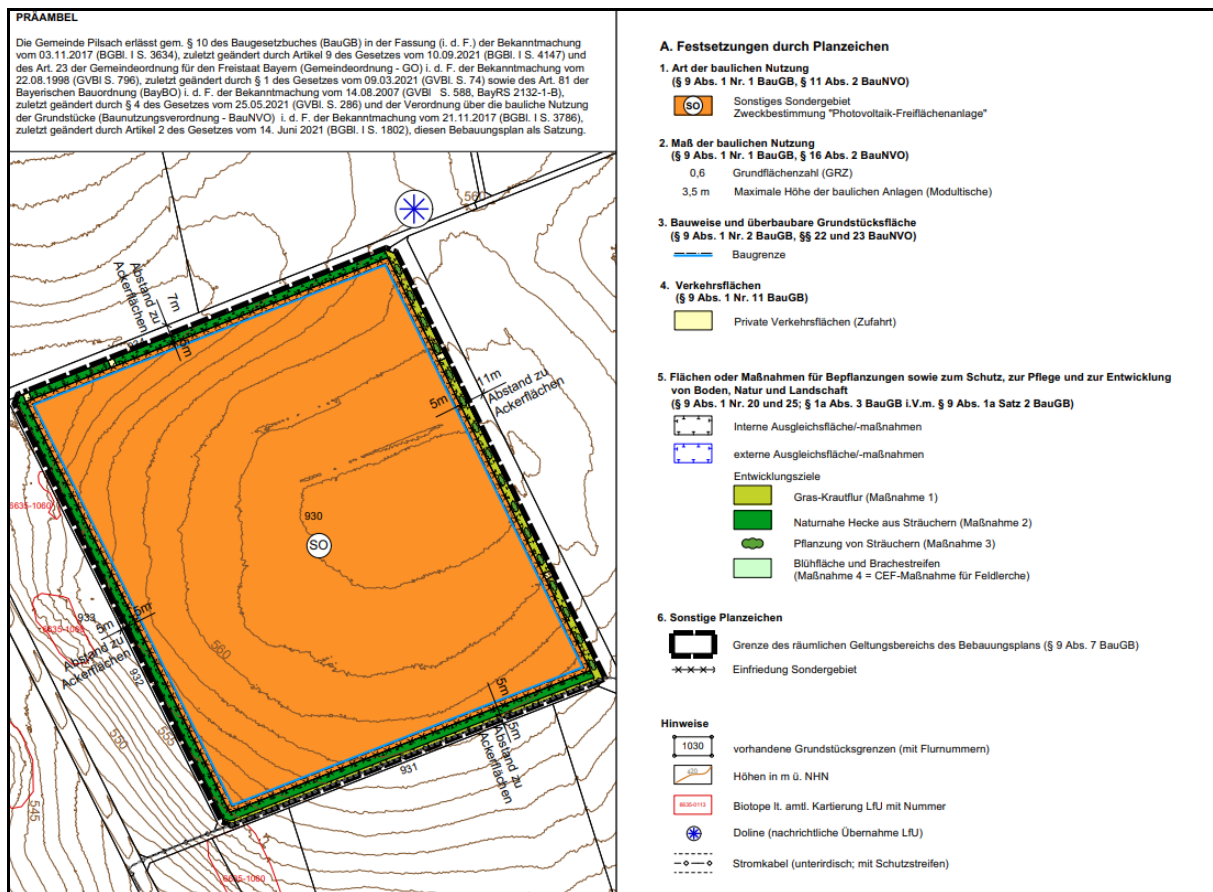 PRÄAMBEL
Die Gemeinde Pilsach erlässt gem. § 10 des Baugesetzbuches (BauGB) in der Fassung (i. d. F.) der Bekanntmachung
vom 03.11.2017 (BGBl. I S. 3634), zuletzt geändert durch Artikel 9 des Gesetzes vom 10.09.2021 (BGBl. I S. 4147) und
des Art. 23 der Gemeindeordnung für den Freistaat Bayern (Gemeindeordnung - GO) i. d. F. der Bekanntmachung vom
22.08.1998 (GVBl S. 796), zuletzt geändert durch § 1 des Gesetzes vom 09.03.2021 (GVBl. S. 74) sowie des Art. 81 der
Bayerischen Bauordnung (BayBO) i. d. F. der Bekanntmachung vom 14.08.2007 (GVBl S. 588, BayRS 2132-1-B),
zuletzt geändert durch § 4 des Gesetzes vom 25.05.2021 (GVBl. S. 286) und der Verordnung über die bauliche Nutzung
der Grundstücke (Baunutzungsverordnung - BauNVO) i. d. F. der Bekanntmachung vom 21.11.2017 (BGBl. I S. 3786),
zuletzt geändert durch Artikel 2 des Gesetzes vom 14. Juni 2021 (BGBl. I S. 1802), diesen Bebauungsplan als Satzung.
560
Abstand zu
Ackerflächen
7m
5m
11m
Abstand zu
Ackerflächen
5m
6635-1060
930
SO
933
6635-1060
5m
5m
Abstand zu
Ackerflächen
932
560
555
550
545
5m
5m
Abstand zu
Ackerflächen
931
6635-1060
A. Festsetzungen durch Planzeichen
1. Art der baulichen Nutzung
(§ 9 Abs. 1 Nr. 1 BauGB, § 11 Abs. 2 BauNVO)
SO
Sonstiges Sondergebiet
Zweckbestimmung "Photovoltaik-Freiflächenanlage"
2. Maß der baulichen Nutzung
(§ 9 Abs. 1 Nr. 1 BauGB, § 16 Abs. 2 BauNVO)
0,6 Grundflächenzahl (GRZ)
3,5 m Maximale Höhe der baulichen Anlagen (Modultische)
3. Bauweise und überbaubare Grundstücksfläche
(§ 9 Abs. 1 Nr. 2 BauGB, §§ 22 und 23 BauNVO)
Baugrenze
4. Verkehrsflächen
(§ 9 Abs. 1 Nr. 11 BauGB)
Private Verkehrsflächen (Zufahrt)
5. Flächen oder Maßnahmen für Bepflanzungen sowie zum Schutz, zur Pflege und zur Entwicklung
von Boden, Natur und Landschaft
(§ 9 Abs. 1 Nr. 20 und 25; § 1a Abs. 3 BauGB i.V.m. § 9 Abs. 1a Satz 2 BauGB)
Interne Ausgleichsfläche/-maßnahmen
externe Ausgleichsfläche/-maßnahmen
Entwicklungsziele
Gras-Krautflur (Maßnahme 1)
Naturnahe Hecke aus Sträuchern (Maßnahme 2)
Pflanzung von Sträuchern (Maßnahme 3)
Blühfläche und Brachestreifen
(Maßnahme 4 = CEF-Maßnahme für Feldlerche)
6. Sonstige Planzeichen
Grenze des räumlichen Geltungsbereichs des Bebauungsplans (§ 9 Abs. 7 BauGB)
Einfriedung Sondergebiet
Hinweise
1030 vorhandene Grundstücksgrenzen (mit Flurnummern)
470 Höhen in m ü. NHN
6635-0113 Biotope lt. amtl. Kartierung LfU mit Nummer
Doline (nachrichtliche Übernahme LfU)
Stromkabel (unterirdisch; mit Schutzstreifen)